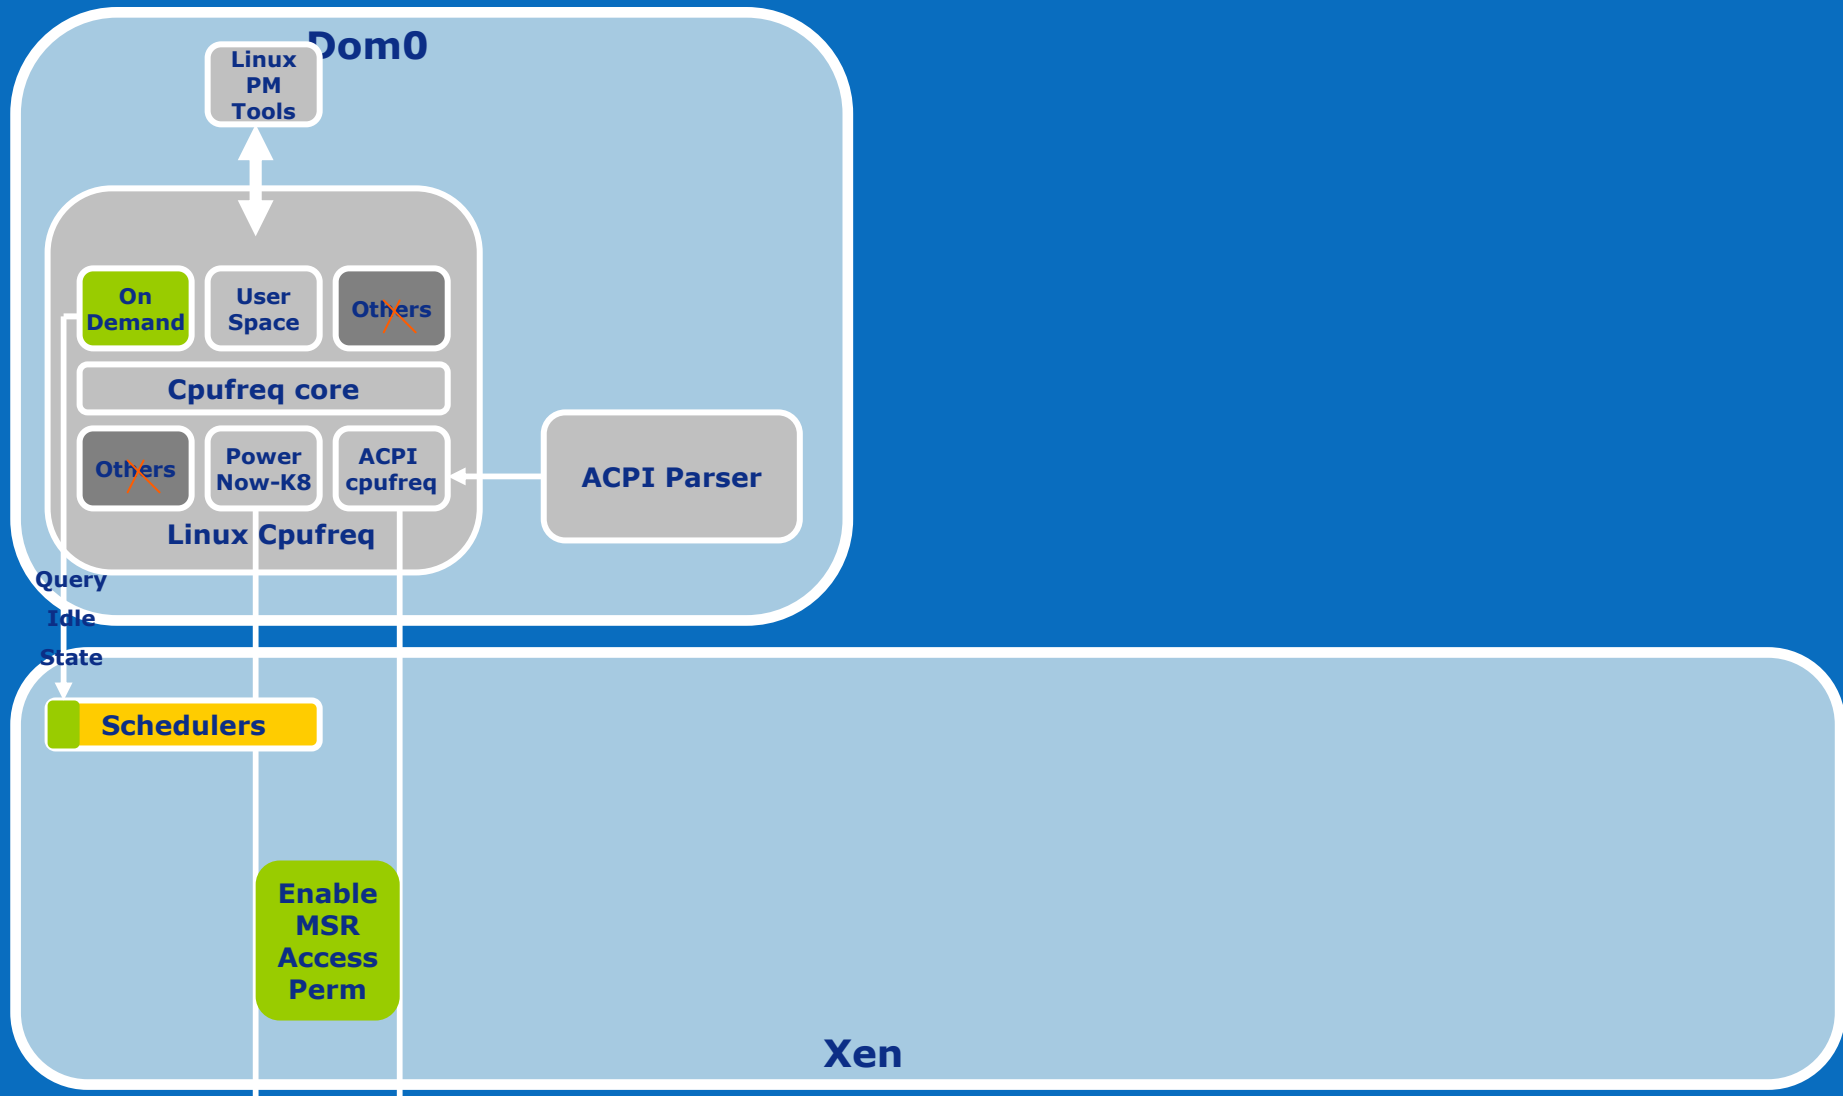 Dom0
Linux
PM
Tools
On
Demand
User
Space
Others
Cpufreq core
Others
Power
Now-K8
ACPI
cpufreq
ACPI Parser
Linux Cpufreq
Query
Idle
State
Schedulers
Enable
MSR
Access
Perm
Xen